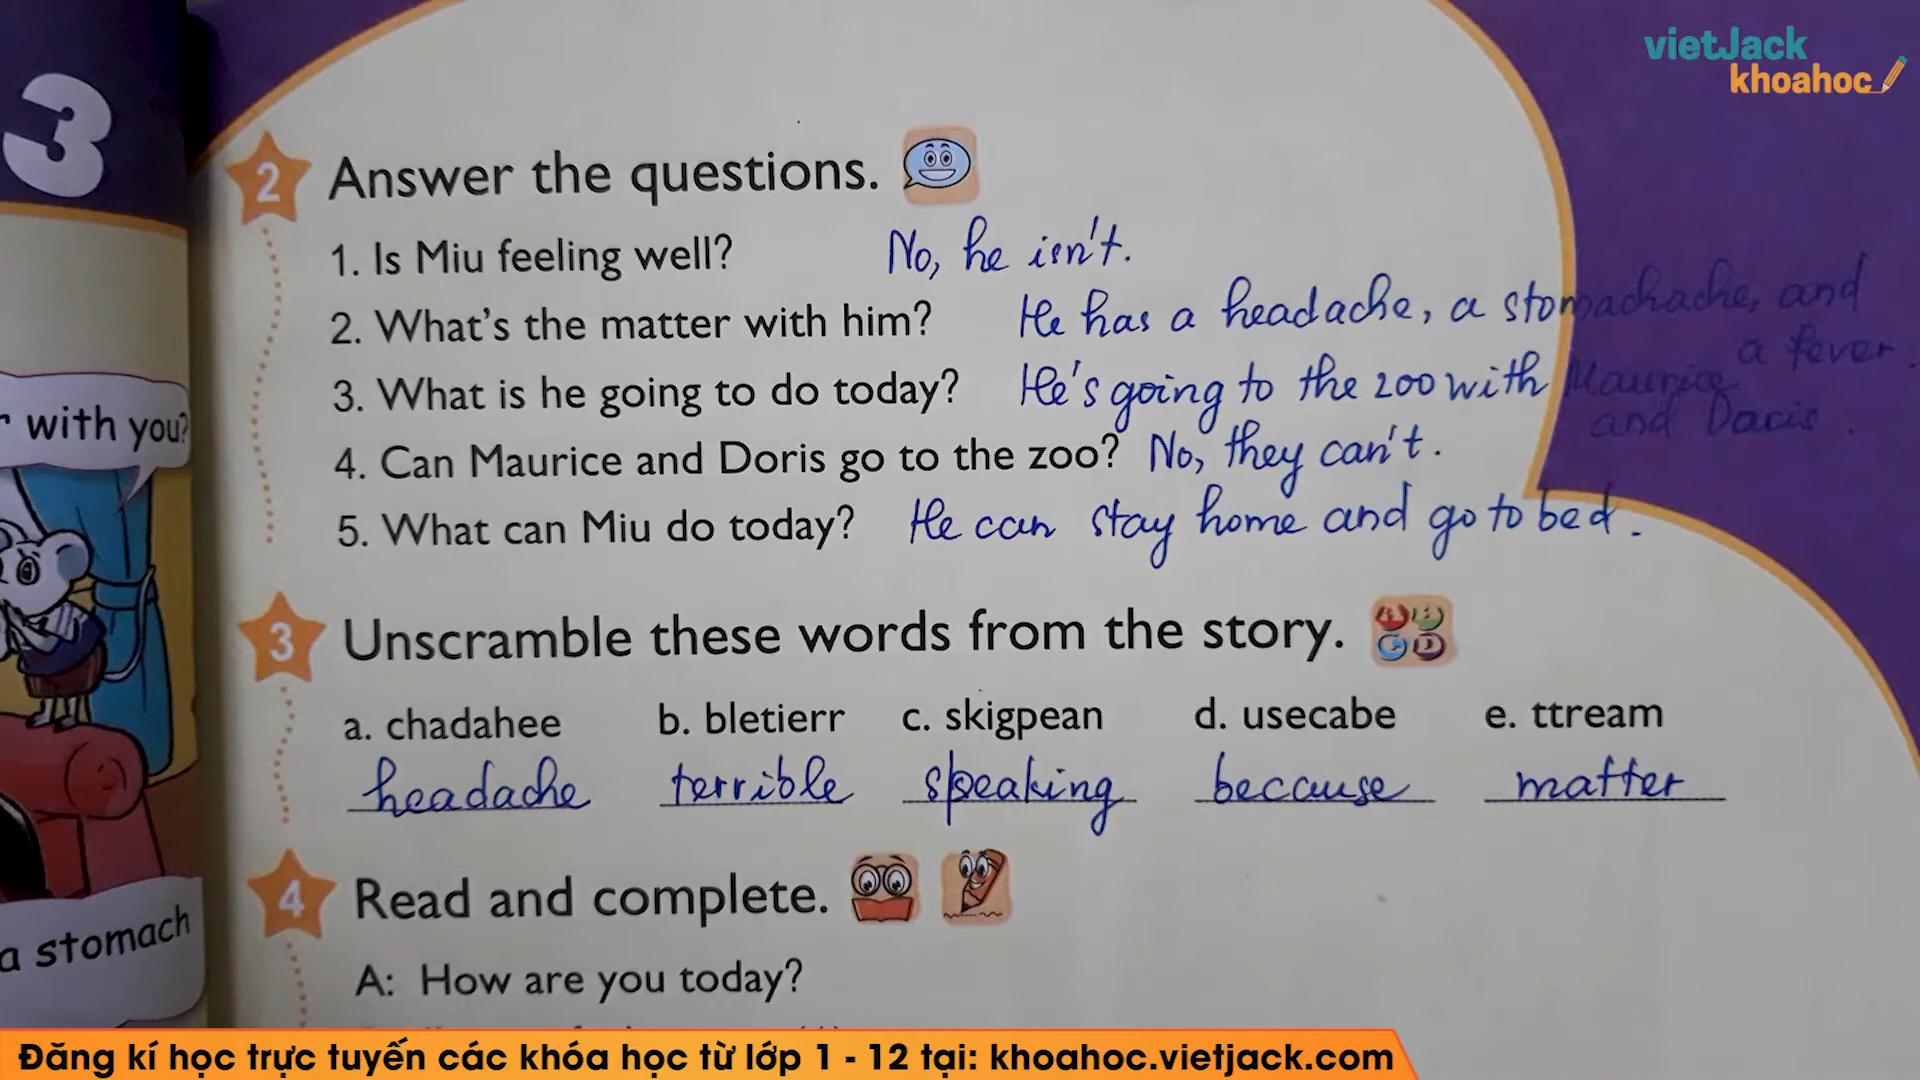 vietJack
khoahoc
3
2 Answer the questions.
1. Is Miu feeling well? No, he isn't.
2. What's the matter with him? He has a headache, a stomachache, and
a fever.
3. What is he going to do today? He's going to the zoo with Maurice
and Doris.
4. Can Maurice and Doris go to the zoo? No, they can't.
5. What can Miu do today? He can stay home and go to bed.
with you?
3 Unscramble these words from the story.
a. chadahee b. bletierr c. skigpean d. usecabe e. ttream
headache terrible speaking because matter
4 Read and complete.
a stomach
A: How are you today?
Đăng kí học trực tuyến các khóa học từ lớp 1 - 12 tại: khoahoc.vietjack.com